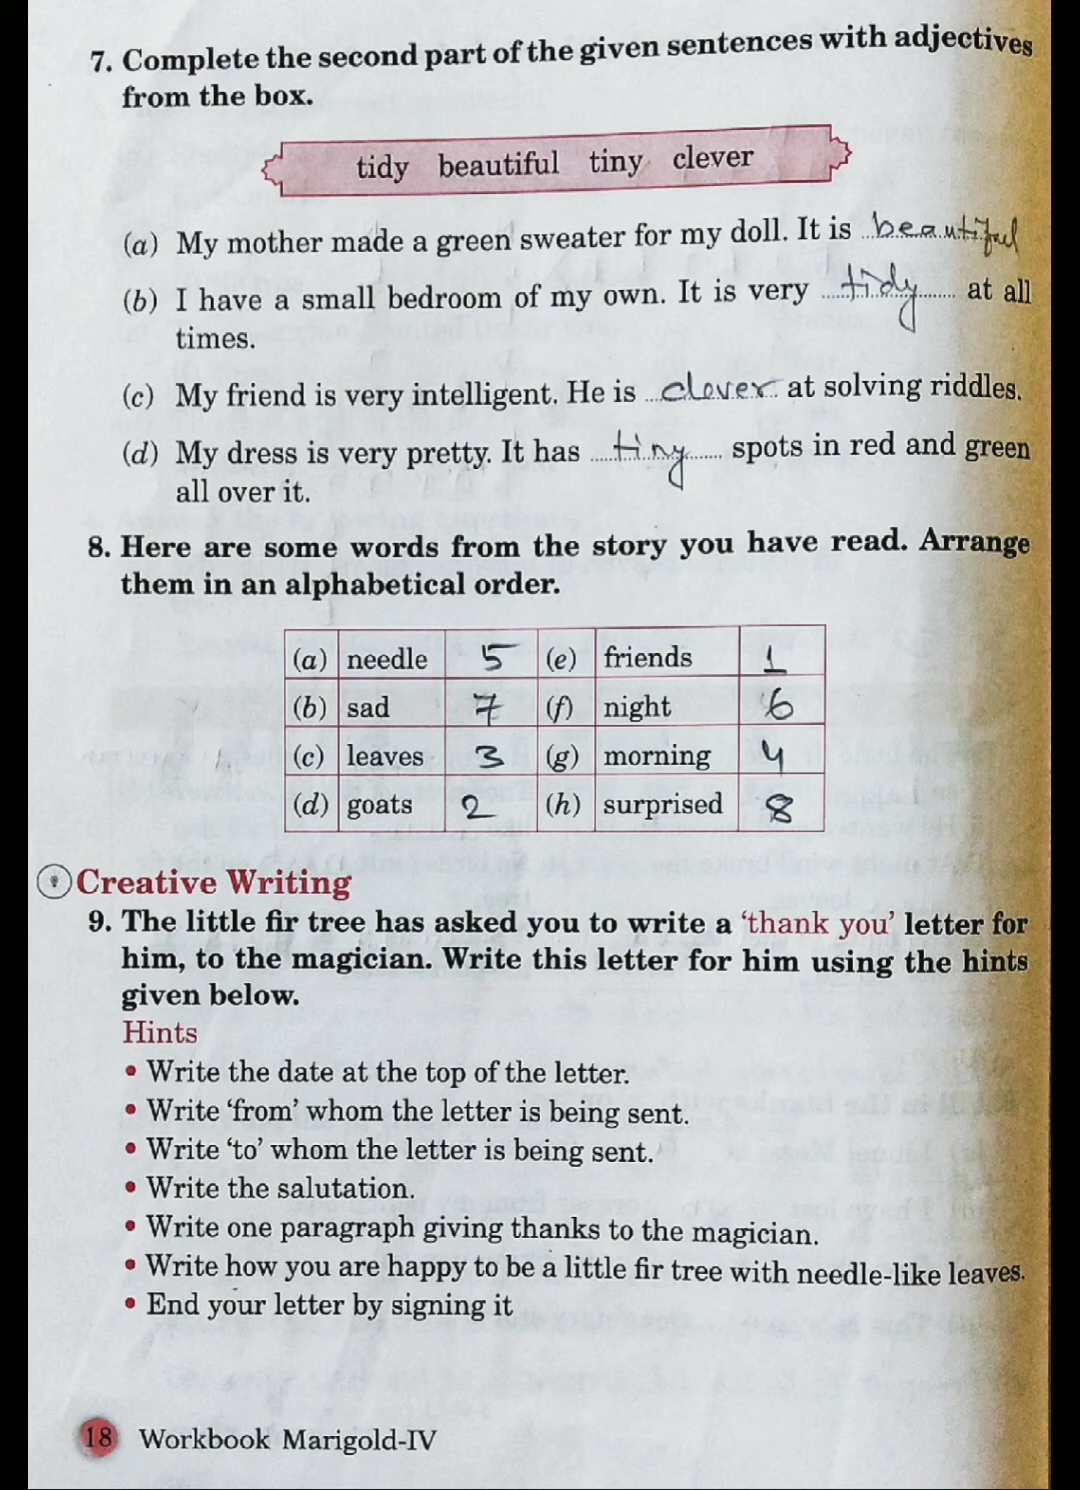 7. Complete the second part of the given sentences with adjectives
from the box.
tidy beautiful tiny clever
(a) My mother made a green sweater for my doll. It is beautiful
(b) I have a small bedroom of my own. It is very tidy at all
times.
(c) My friend is very intelligent. He is clever at solving riddles.
(d) My dress is very pretty. It has tiny spots in red and green
all over it.
8. Here are some words from the story you have read. Arrange
them in an alphabetical order.
(a) needle 5 (e) friends 1
(b) sad 7 (f) night 6
(c) leaves 3 (g) morning 4
(d) goats 2 (h) surprised 8
Creative Writing
9. The little fir tree has asked you to write a ‘thank you’ letter for
him, to the magician. Write this letter for him using the hints
given below.
Hints
• Write the date at the top of the letter.
• Write ‘from’ whom the letter is being sent.
• Write ‘to’ whom the letter is being sent.
• Write the salutation.
• Write one paragraph giving thanks to the magician.
• Write how you are happy to be a little fir tree with needle-like leaves.
• End your letter by signing it
18 Workbook Marigold-IV